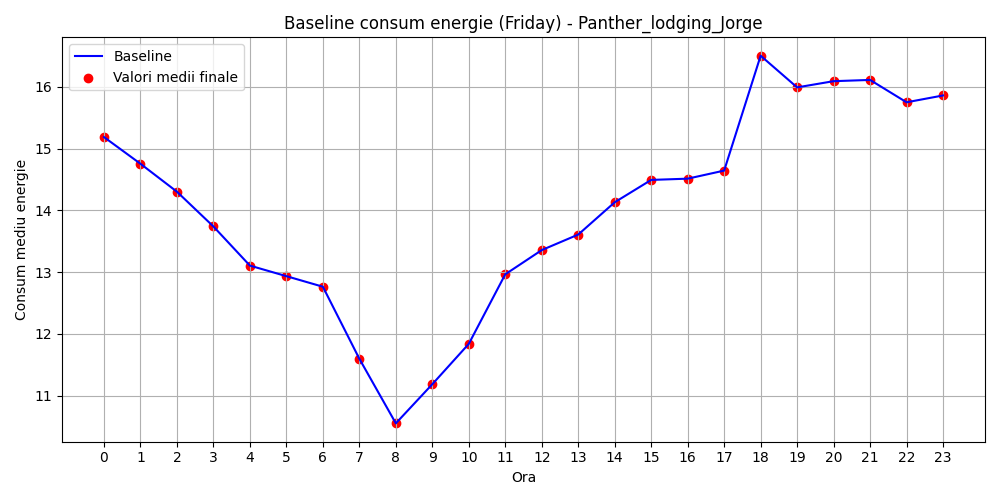 Baseline consum energie (Friday) - Panther_lodging_Jorge
Baseline
Valori medii finale
Consum mediu energie
16
15
14
13
12
11
0 1 2 3 4 5 6 7 8 9 10 11 12 13 14 15 16 17 18 19 20 21 22 23
Ora